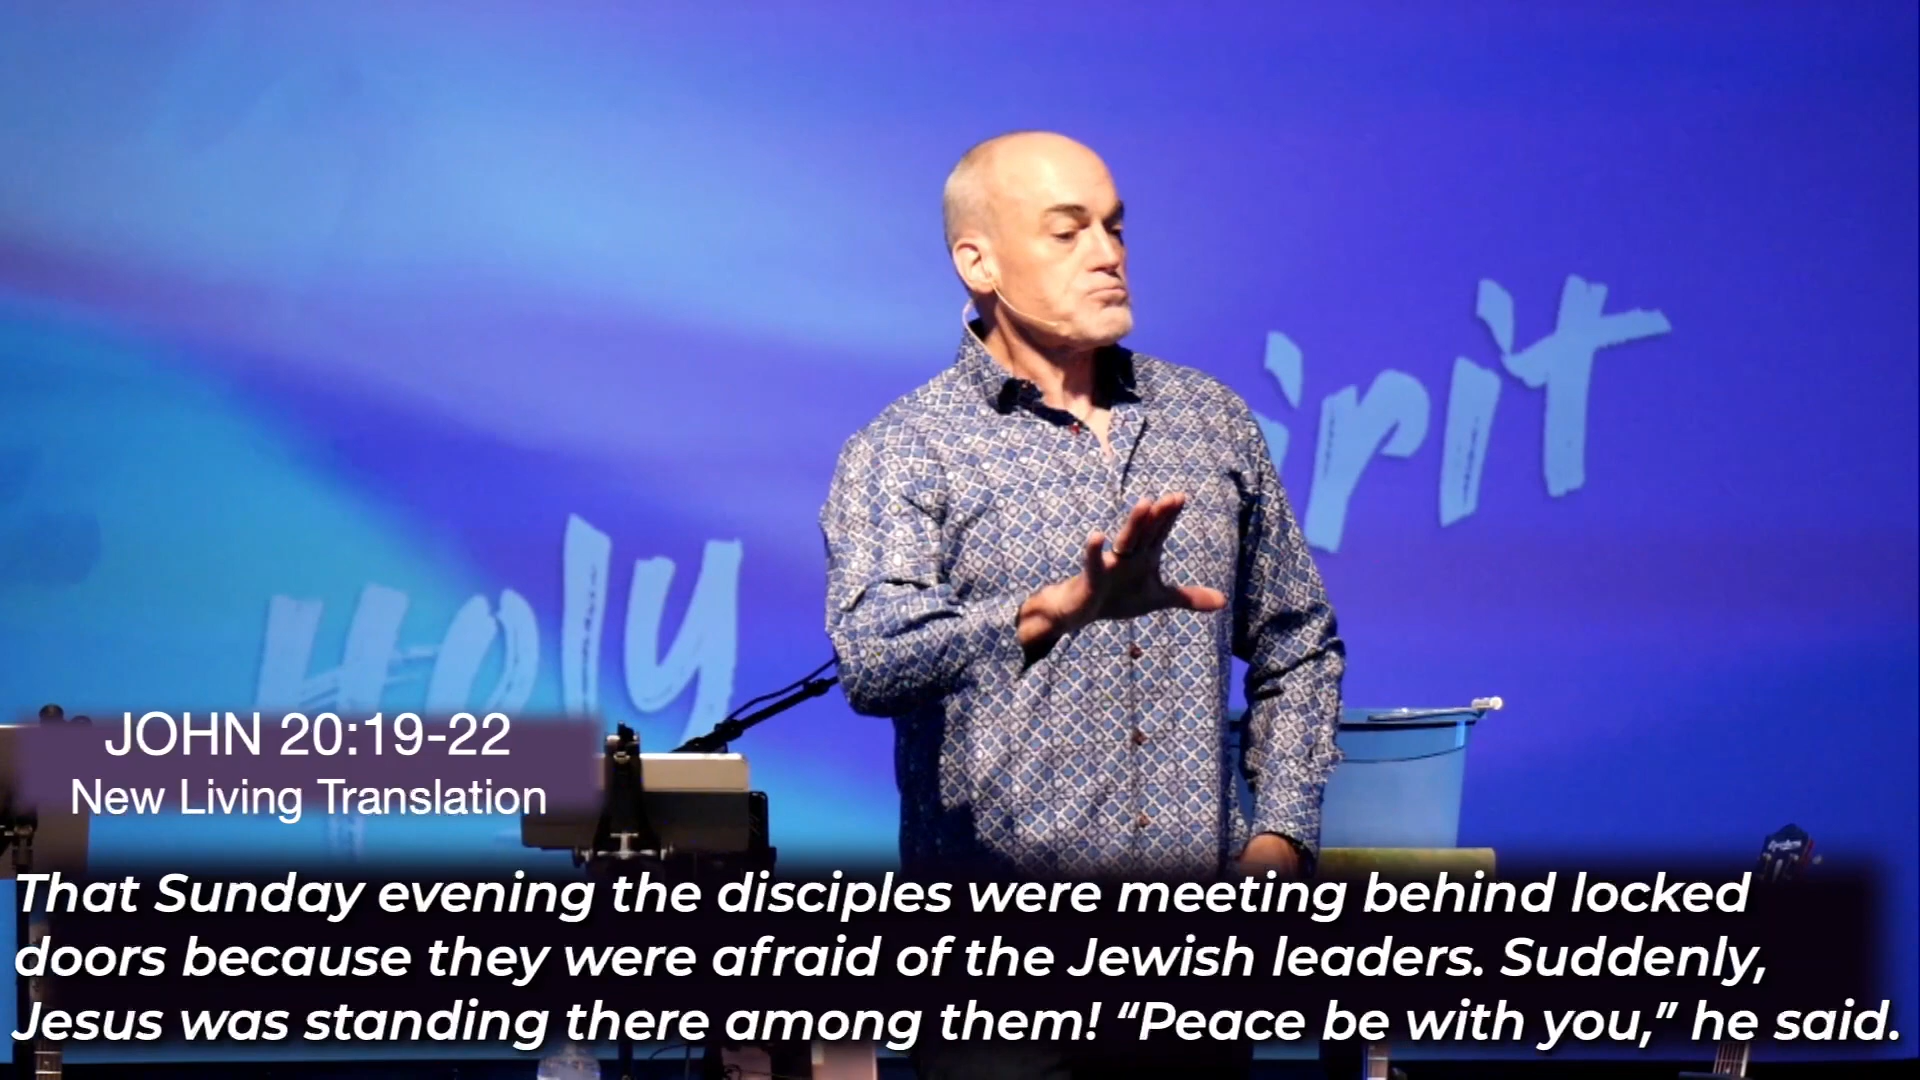 Holy Spirit
JOHN 20:19-22
New Living Translation
That Sunday evening the disciples were meeting behind locked
doors because they were afraid of the Jewish leaders. Suddenly,
Jesus was standing there among them! “Peace be with you,” he said.